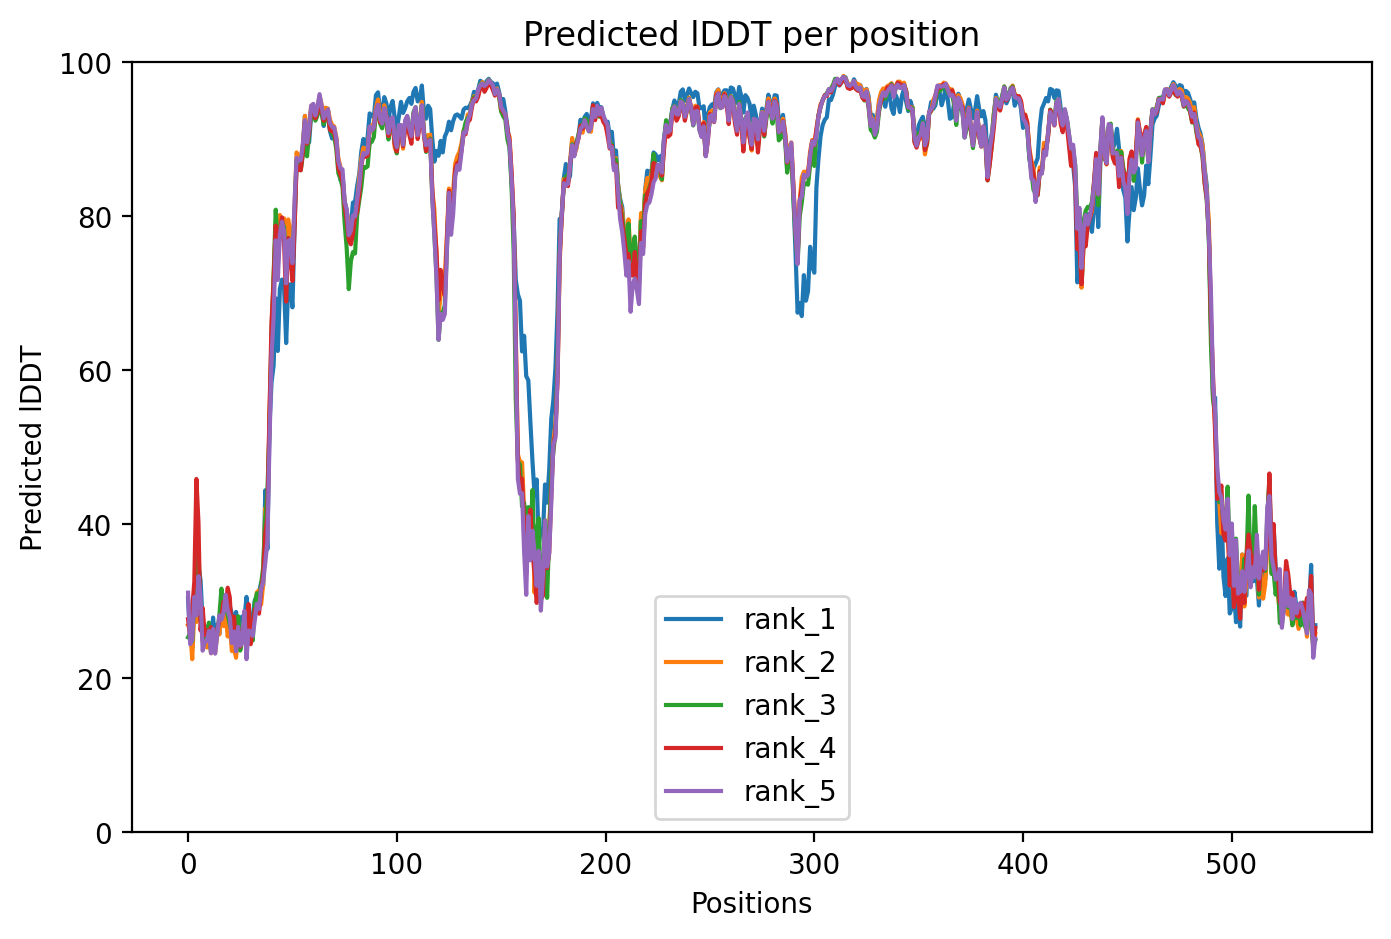 Predicted lDDT per position
100
80
60
40
20
0
Predicted lDDT
0 100 200 300 400 500
Positions
rank_1
rank_2
rank_3
rank_4
rank_5